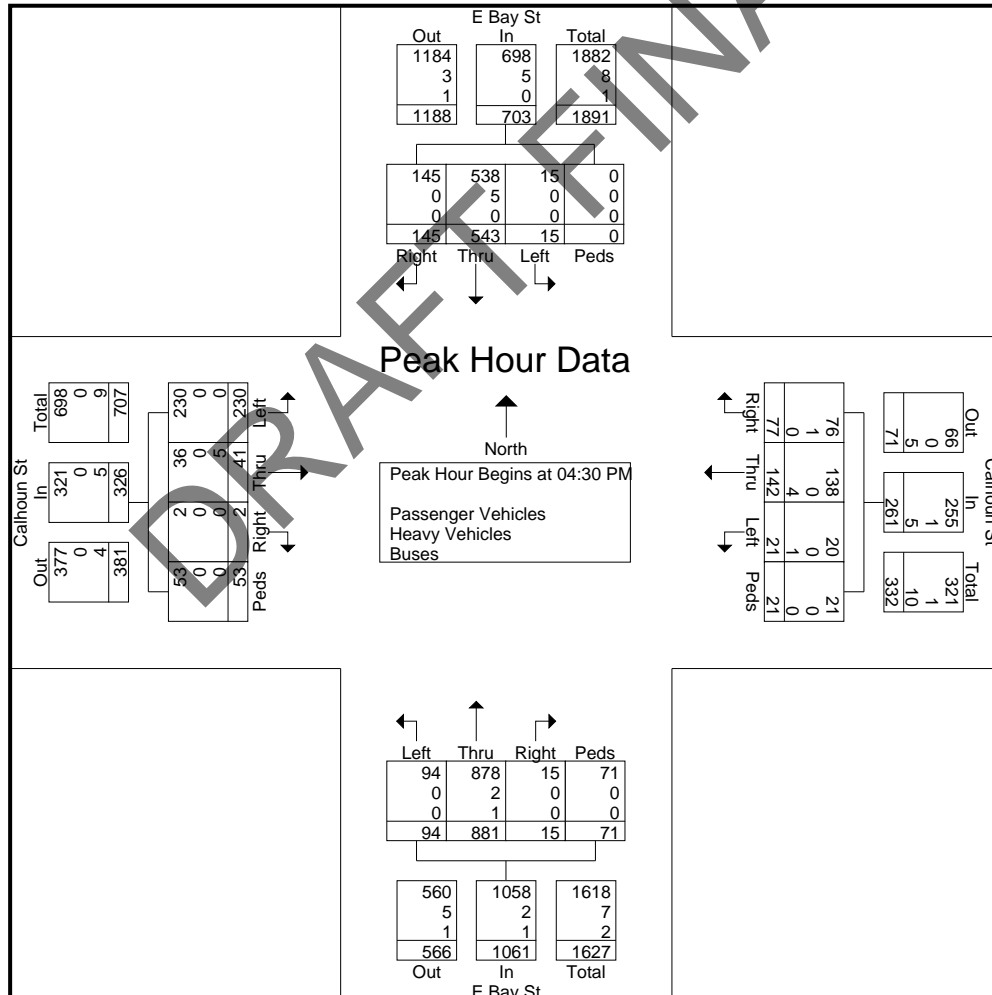 E Bay St
Out In Total
1184 698 1882
3 5 8
1 0 1
1188 703 1891
145 538 15 0
0 5 0 0
0 0 0 0
145 543 15 0
Right Thru Left Peds
Peak Hour Data
North
Peak Hour Begins at 04:30 PM
Passenger Vehicles
Heavy Vehicles
Buses
Calhoun St
Out In Total
377 321 698
0 0 0
4 5 9
381 326 707
230 36 2 53
0 0 0 0
0 5 0 0
230 41 2 53
Left Thru Right Peds
Calhoun St
Out In Total
66 255 321
0 1 1
5 5 10
71 261 332
76 138 20 21
1 0 0 0
0 4 1 0
77 142 21 21
Right Thru Left Peds
Left Thru Right Peds
94 878 15 71
0 2 0 0
0 1 0 0
94 881 15 71
560 1058 1618
5 2 7
1 1 2
566 1061 1627
Out In Total
E Bay St
DRAFT FINA